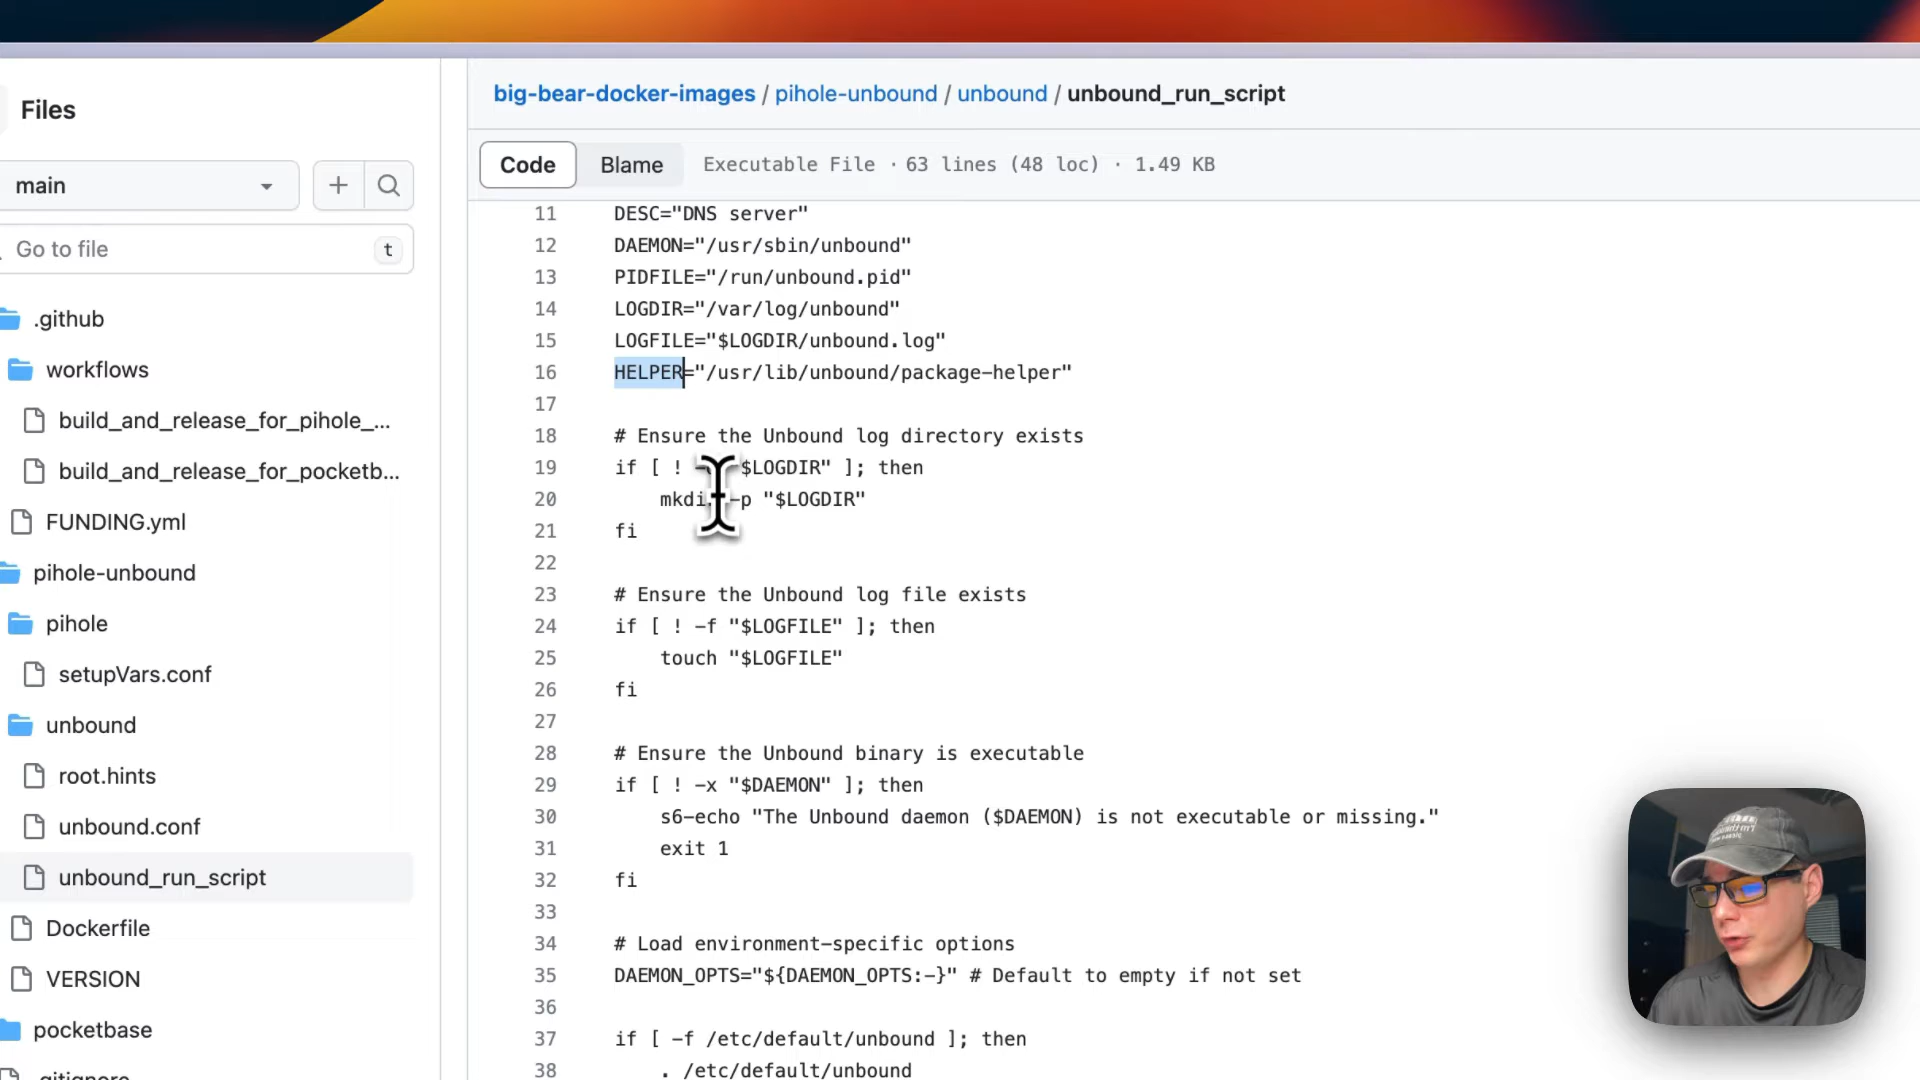 Files
main
Go to file
t
.github
workflows
build_and_release_for_pihole_...
build_and_release_for_pocketb...
FUNDING.yml
pihole-unbound
pihole
setupVars.conf
unbound
root.hints
unbound.conf
unbound_run_script
Dockerfile
VERSION
pocketbase
.gitignore
big-bear-docker-images / pihole-unbound / unbound / unbound_run_script
Code Blame Executable File · 63 lines (48 loc) · 1.49 KB
11 DESC="DNS server"
12 DAEMON="/usr/sbin/unbound"
13 PIDFILE="/run/unbound.pid"
14 LOGDIR="/var/log/unbound"
15 LOGFILE="$LOGDIR/unbound.log"
16 HELPER="/usr/lib/unbound/package-helper"
17
18 # Ensure the Unbound log directory exists
19 if [ ! "$LOGDIR" ]; then
20 mkdir -p "$LOGDIR"
21 fi
22
23 # Ensure the Unbound log file exists
24 if [ ! -f "$LOGFILE" ]; then
25 touch "$LOGFILE"
26 fi
27
28 # Ensure the Unbound binary is executable
29 if [ ! -x "$DAEMON" ]; then
30 s6-echo "The Unbound daemon ($DAEMON) is not executable or missing."
31 exit 1
32 fi
33
34 # Load environment-specific options
35 DAEMON_OPTS="${DAEMON_OPTS:-}" # Default to empty if not set
36
37 if [ -f /etc/default/unbound ]; then
38 . /etc/default/unbound